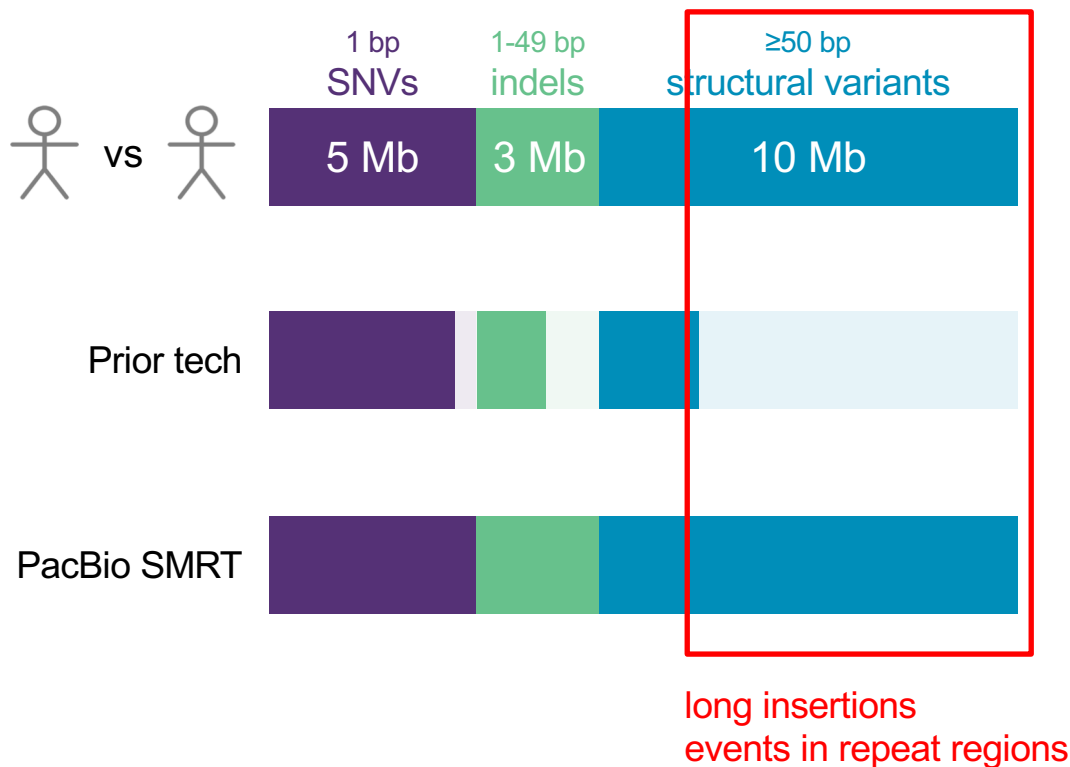 1 bp
SNVs
1-49 bp
indels
≥50 bp
structural variants
vs
5 Mb
3 Mb
10 Mb
Prior tech
PacBio SMRT
long insertions
events in repeat regions